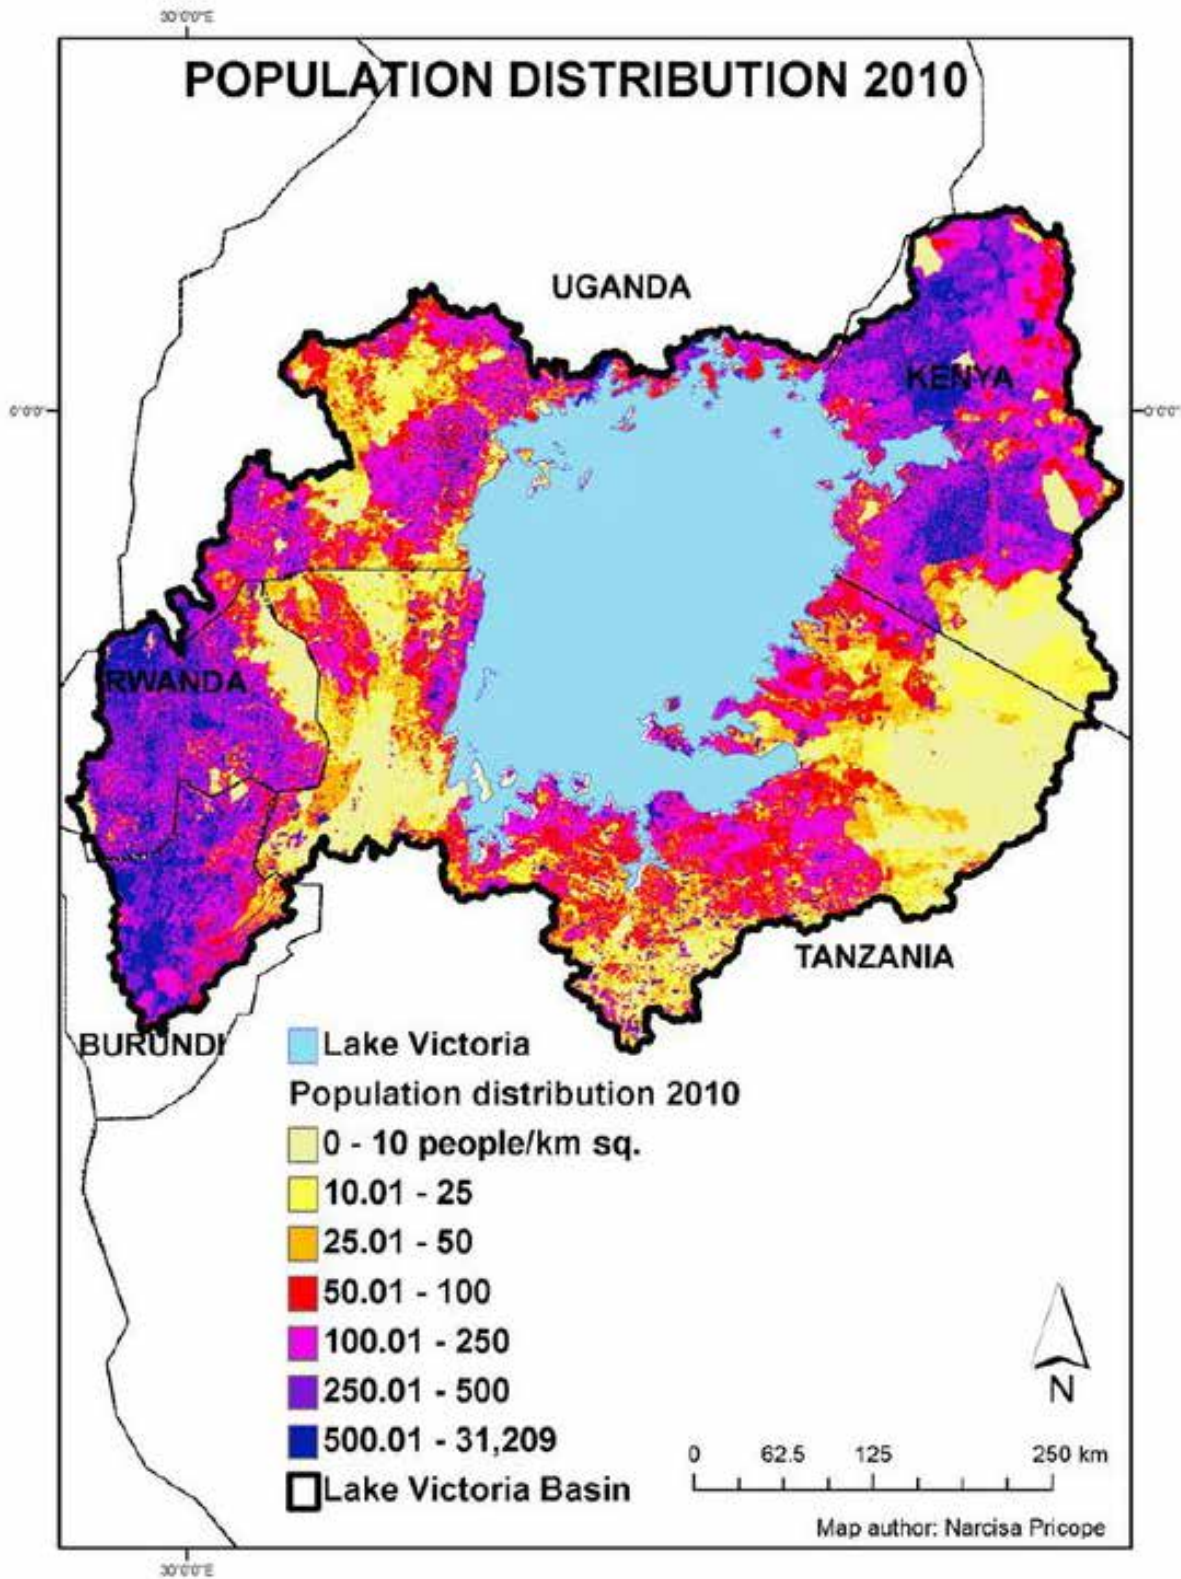 30°0'0"E
POPULATION DISTRIBUTION 2010
UGANDA
KENYA
0°0'0"
0°0'0"
RWANDA
TANZANIA
BURUNDI
Lake Victoria
Population distribution 2010
0 - 10 people/km sq.
10.01 - 25
25.01 - 50
50.01 - 100
100.01 - 250
250.01 - 500
500.01 - 31,209
Lake Victoria Basin
N
0 62.5 125 250 km
Map author: Narcisa Pricope
30°0'0"E